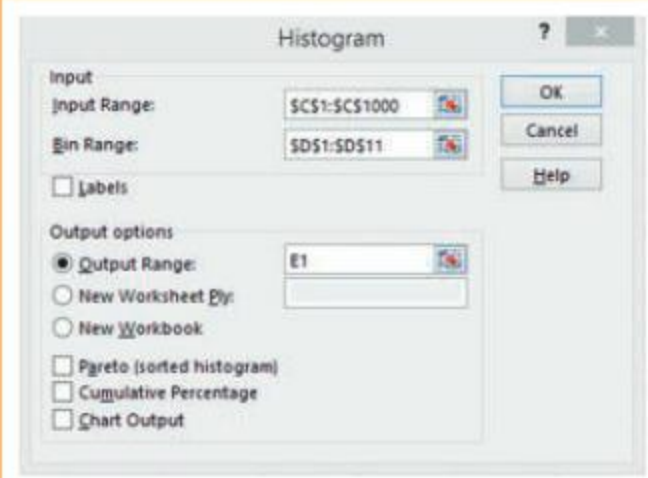 Histogram
?
x
Input
Input Range:
$C$1:$C$1000
OK
Bin Range:
$D$1:$D$11
Cancel
Labels
Help
Output options
Output Range:
E1
New Worksheet Ply:
New Workbook
Pareto (sorted histogram)
Cumulative Percentage
Chart Output